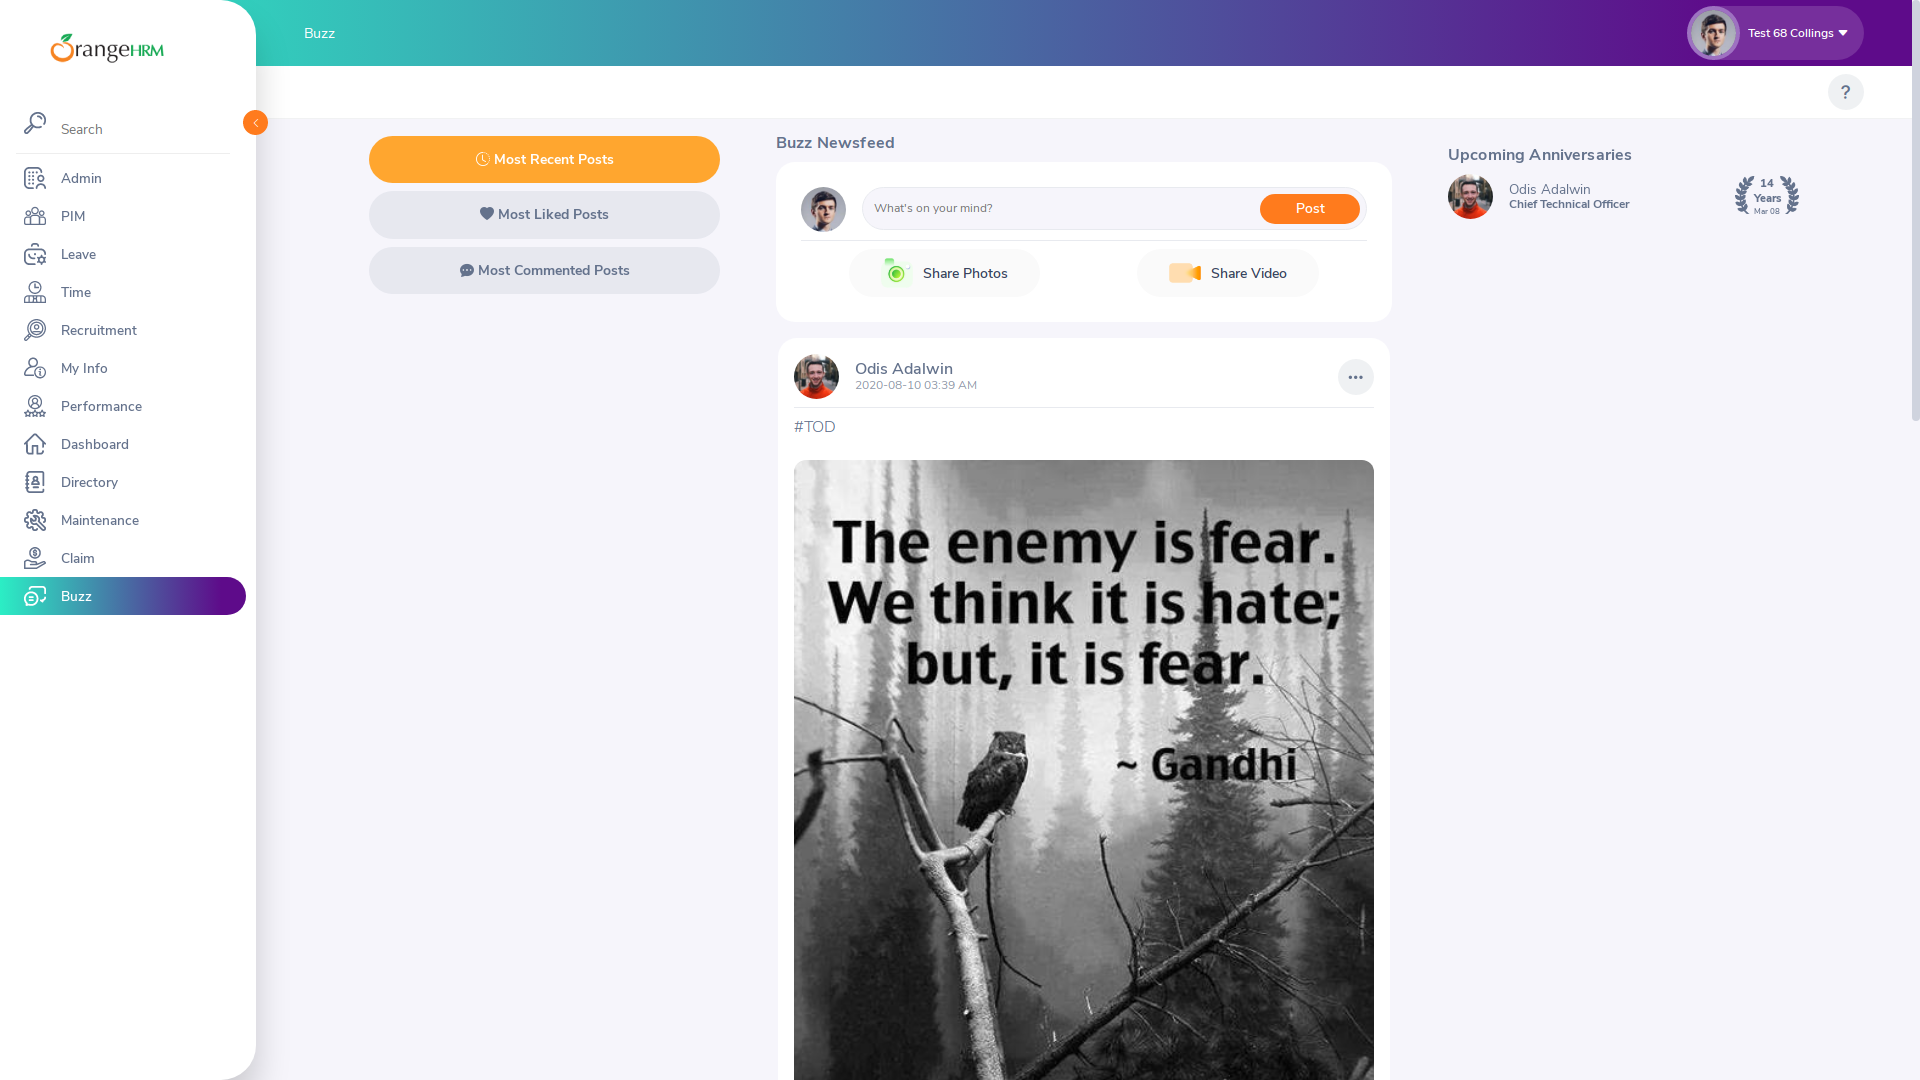 OrangeHRM
Search
Admin
PIM
Leave
Time
Recruitment
My Info
Performance
Dashboard
Directory
Maintenance
Claim
Buzz
Buzz
Test 68 Collings
?
Most Recent Posts
Most Liked Posts
Most Commented Posts
Buzz Newsfeed
What's on your mind?
Post
Share Photos
Share Video
Odis Adalwin
2020-08-10 03:39 AM
#TOD
The enemy is fear.
We think it is hate;
but, it is fear.
~ Gandhi
Upcoming Anniversaries
Odis Adalwin
Chief Technical Officer
14
Years
Mar 08